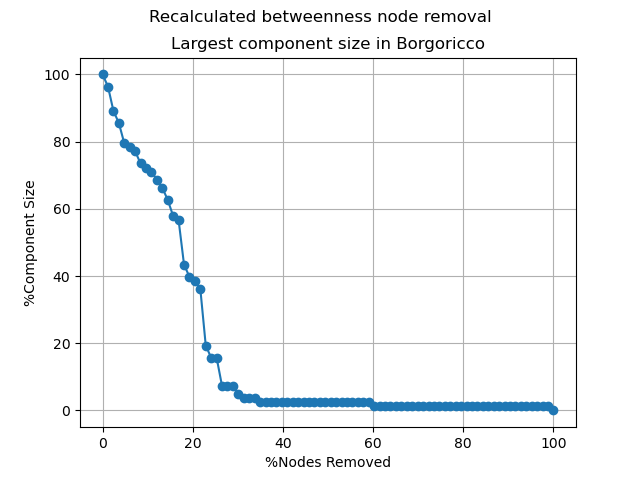 Recalculated betweenness node removal
Largest component size in Borgoricco
100
80
60
40
20
0
%Component Size
0 20 40 60 80 100
%Nodes Removed